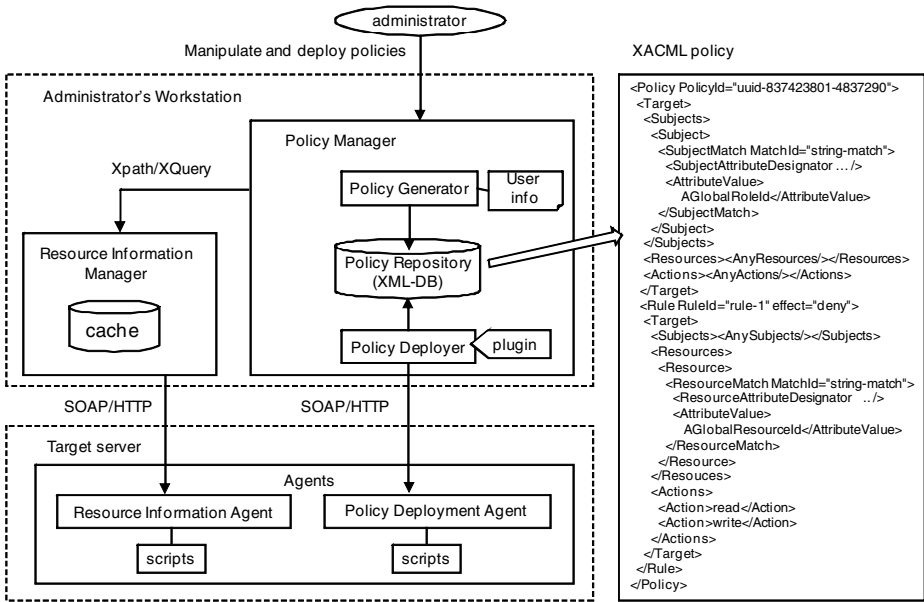 administrator
Manipulate and deploy policies
Administrator's Workstation
Policy Manager
Xpath/XQuery
Policy Generator
User
info
Resource Information
Manager
cache
Policy Repository
(XML-DB)
Policy Deployer
plugin
SOAP/HTTP
SOAP/HTTP
Target server
Agents
Resource Information Agent
Policy Deployment Agent
scripts
scripts
XACML policy
<Policy PolicyId="uuid-837423801-4837290">
<Target>
<Subjects>
<Subject>
<SubjectMatch MatchId="string-match">
<SubjectAttributeDesignator .../>
<AttributeValue>
AGlobalRoleId</AttributeValue>
</SubjectMatch>
</Subject>
</Subjects>
<Resources><AnyResources/></Resources>
<Actions><AnyActions/></Actions>
</Target>
<Rule RuleId="rule-1" effect="deny">
<Target>
<Subjects><AnySubjects/></Subjects>
<Resources>
<Resource>
<ResourceMatch MatchId="string-match">
<ResourceAttributeDesignator ../>
<AttributeValue>
AGlobalResourceId</AttributeValue>
</ResourceMatch>
</Resource>
</Resouces>
<Actions>
<Action>read</Action>
<Action>write</Action>
</Actions>
</Target>
</Rule>
</Policy>